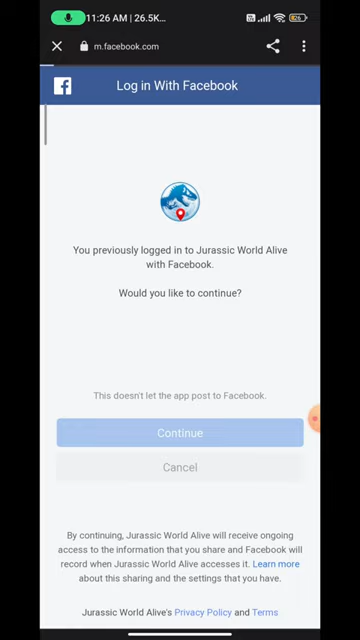 11:26 AM | 26.5K...
26
m.facebook.com
Log in With Facebook
You previously logged in to Jurassic World Alive
with Facebook.
Would you like to continue?
This doesn't let the app post to Facebook.
Continue
Cancel
By continuing, Jurassic World Alive will receive ongoing
access to the information that you share and Facebook will
record when Jurassic World Alive accesses it. Learn more
about this sharing and the settings that you have.
Jurassic World Alive's Privacy Policy and Terms